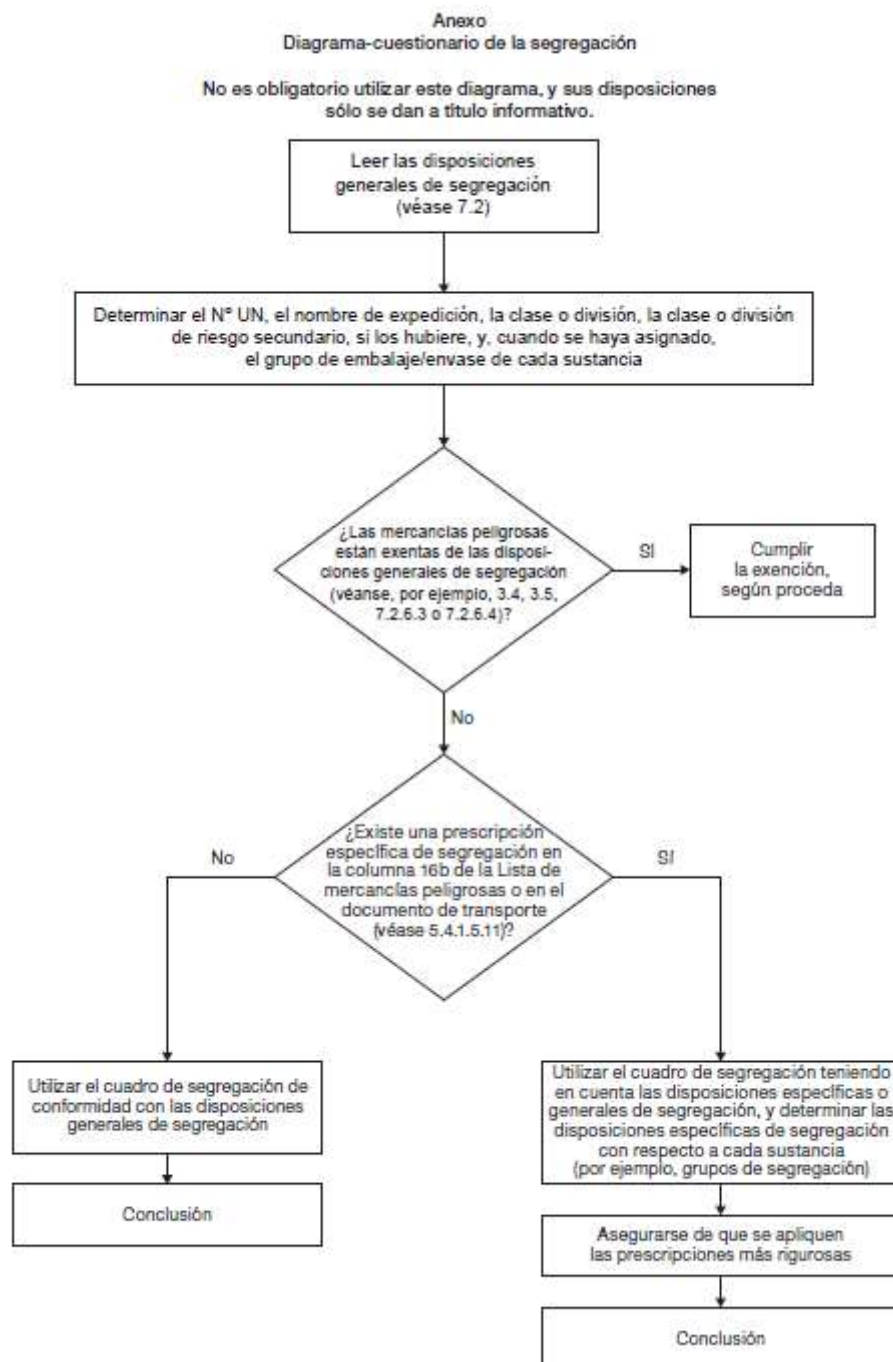 Anexo
Diagrama-cuestionario de la segregación
No es obligatorio utilizar este diagrama, y sus disposiciones
sólo se dan a título informativo.
Leer las disposiciones
generales de segregación
(véase 7.2)
Determinar el Nº UN, el nombre de expedición, la clase o división, la clase o división
de riesgo secundario, si los hubiere, y, cuando se haya asignado,
el grupo de embalaje/envase de cada sustancia
¿Las mercancías peligrosas
están exentas de las disposi-
ciones generales de segregación
(véanse, por ejemplo, 3.4, 3.5,
7.2.6.3 o 7.2.6.4)?
Sí
Cumplir
la exención,
según proceda
No
¿Existe una prescripción
específica de segregación en
la columna 16b de la Lista de
mercancías peligrosas o en el
documento de transporte
(véase 5.4.1.5.11)?
No
Sí
Utilizar el cuadro de segregación de
conformidad con las disposiciones
generales de segregación
Conclusión
Utilizar el cuadro de segregación teniendo
en cuenta las disposiciones específicas o
generales de segregación, y determinar las
disposiciones específicas de segregación
con respecto a cada sustancia
(por ejemplo, grupos de segregación)
Asegurarse de que se apliquen
las prescripciones más rigurosas
Conclusión